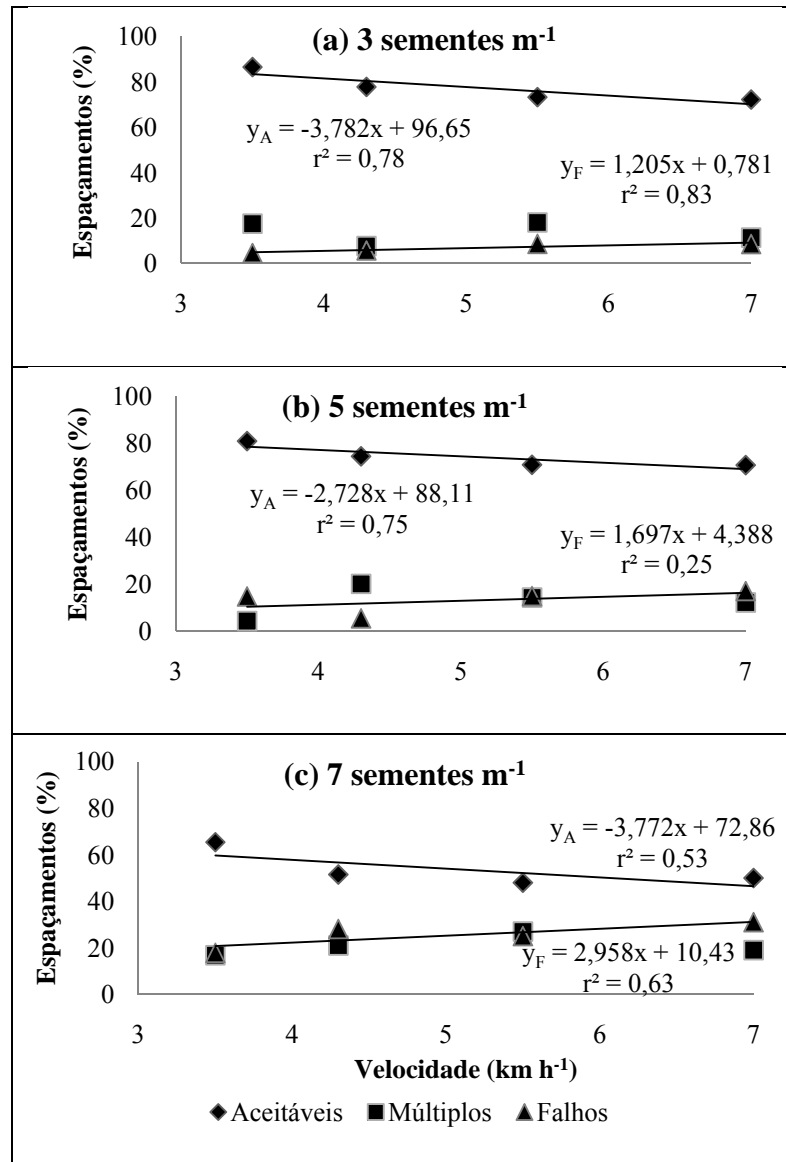 (a) 3 sementes m⁻¹
Espaçamentos (%)
100
80
60
40
20
0
y_A = -3,782x + 96,65
r² = 0,78
y_F = 1,205x + 0,781
r² = 0,83
3 4 5 6 7
(b) 5 sementes m⁻¹
Espaçamentos (%)
100
80
60
40
20
0
y_A = -2,728x + 88,11
r² = 0,75
y_F = 1,697x + 4,388
r² = 0,25
3 4 5 6 7
(c) 7 sementes m⁻¹
Espaçamentos (%)
100
80
60
40
20
0
y_A = -3,772x + 72,86
r² = 0,53
y_F = 2,958x + 10,43
r² = 0,63
3 4 5 6 7
Velocidade (km h⁻¹)
Aceitáveis Múltiplos Falhos